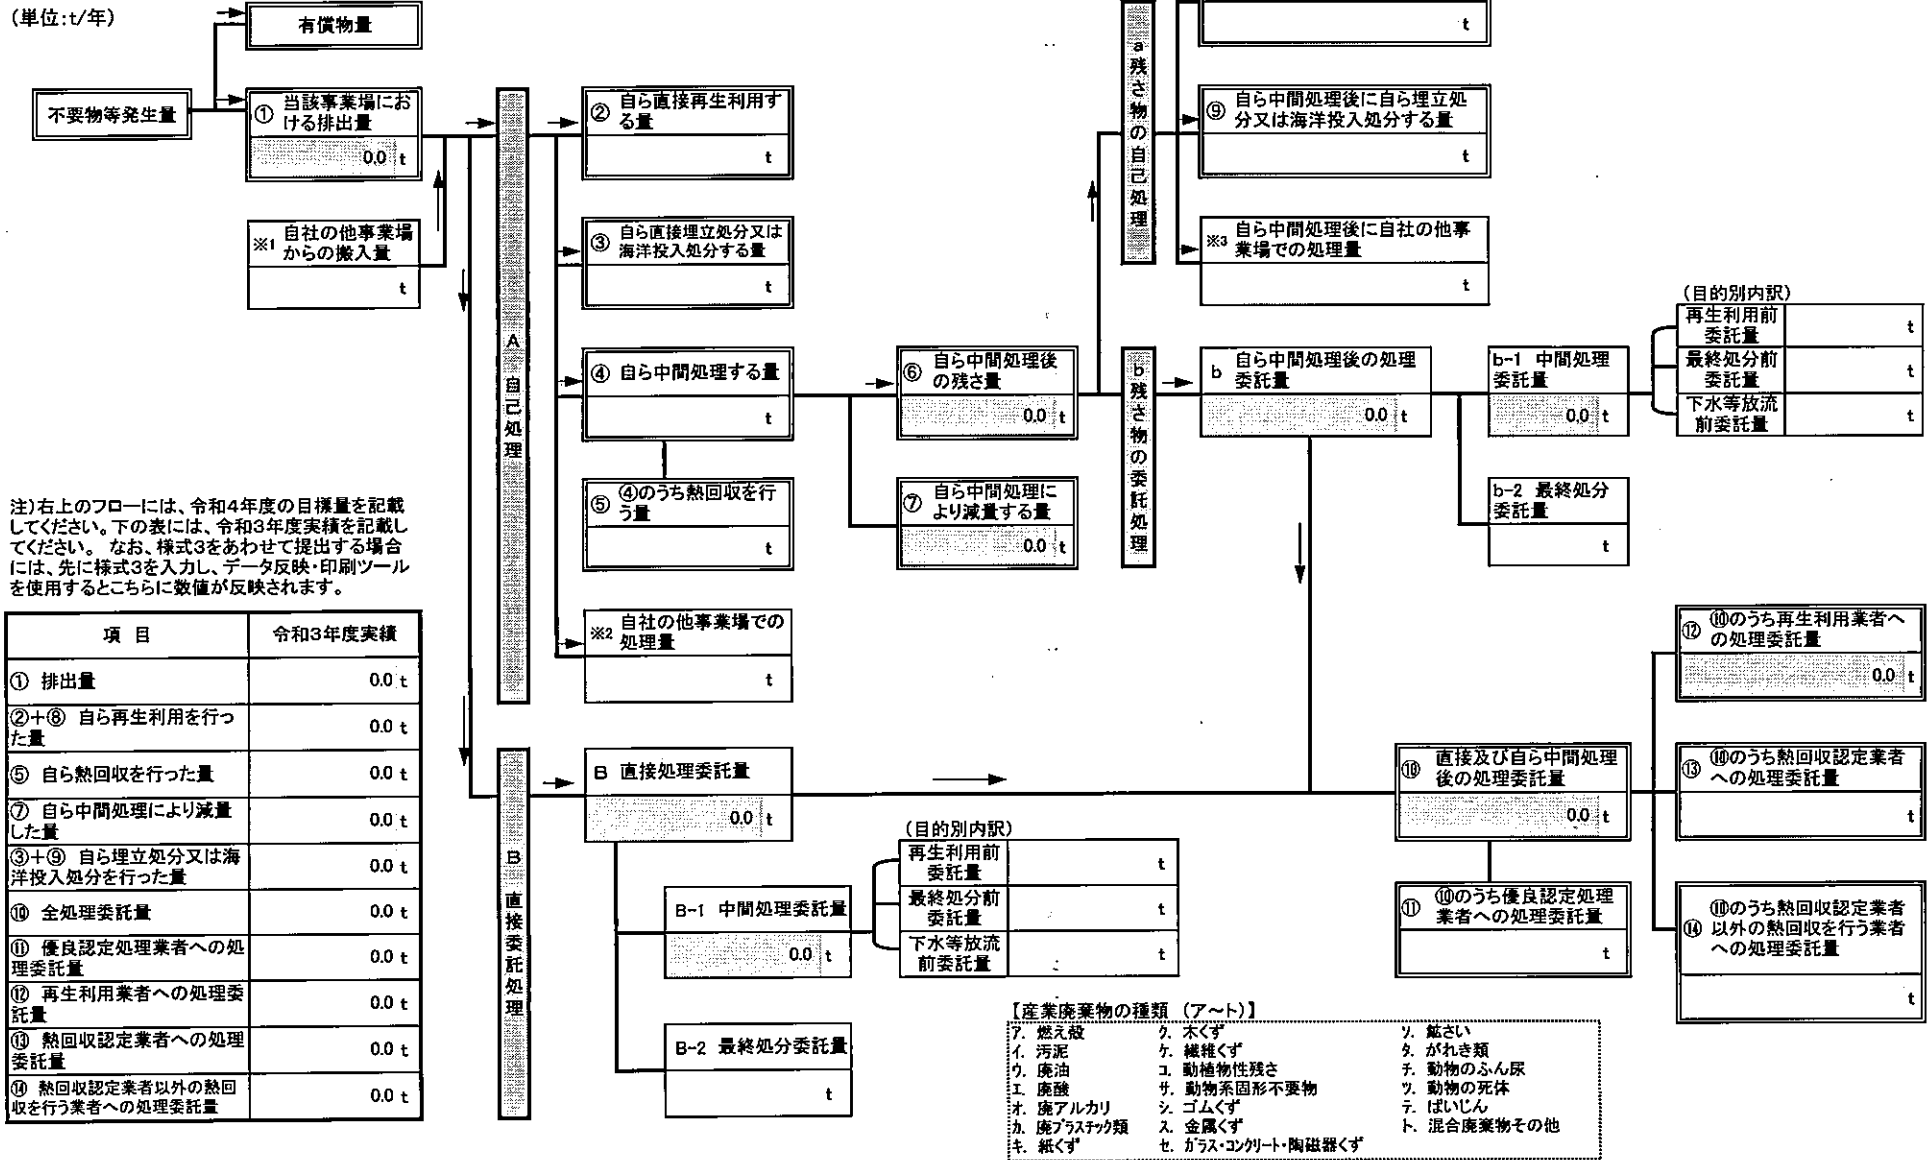 (単位:t/年)
有償物量
不要物等発生量
① 当該事業場にお
ける排出量
0.0 t
※1 自社の他事業場
からの搬入量
t
A 自己処理
② 自ら直接再生利用す
る量
t
③ 自ら直接埋立処分又は
海洋投入処分する量
t
④ 自ら中間処理する量
t
⑤ ④のうち熱回収を行
う量
t
※2 自社の他事業場での
処理量
t
⑥ 自ら中間処理後
の残さ量
0.0 t
⑦ 自ら中間処理に
より減量する量
0.0 t
a 残さ物の自己処理
t
⑨ 自ら中間処理後に自ら埋立処
分又は海洋投入処分する量
t
※3 自ら中間処理後に自社の他事
業場での処理量
t
b 残さ物の委託処理
b 自ら中間処理後の処理
委託量
0.0 t
b-1 中間処理
委託量
0.0 t
(目的別内訳)
再生利用前
委託量 t
最終処分前
委託量 t
下水等放流
前委託量 t
b-2 最終処分
委託量
t
注)右上のフローには、令和4年度の目標量を記載
してください。下の表には、令和3年度実績を記載し
てください。 なお、様式3をあわせて提出する場合
には、先に様式3を入力し、データ反映・印刷ツール
を使用するとこちらに数値が反映されます。
項 目 令和3年度実績
① 排出量 0.0 t
②+⑧ 自ら再生利用を行っ
た量 0.0 t
⑤ 自ら熱回収を行った量 0.0 t
⑦ 自ら中間処理により減量
した量 0.0 t
③+⑨ 自ら埋立処分又は海
洋投入処分を行った量 0.0 t
⑩ 全処理委託量 0.0 t
⑪ 優良認定処理業者への処
理委託量 0.0 t
⑫ 再生利用業者への処理委
託量 0.0 t
⑬ 熱回収認定業者への処理
委託量 0.0 t
⑭ 熱回収認定業者以外の熱回
収を行う業者への処理委託量 0.0 t
B 直接委託処理
B 直接処理委託量
0.0 t
B-1 中間処理委託量
0.0 t
(目的別内訳)
再生利用前
委託量 t
最終処分前
委託量 t
下水等放流
前委託量 t
B-2 最終処分委託量
t
⑩ 直接及び自ら中間処理
後の処理委託量
0.0 t
⑪ ⑩のうち優良認定処理
業者への処理委託量
t
⑫ ⑩のうち再生利用業者へ
の処理委託量
0.0 t
⑬ ⑩のうち熱回収認定業者
への処理委託量
t
⑭ ⑩のうち熱回収認定業者
以外の熱回収を行う業者
への処理委託量
t
【産業廃棄物の種類 (ア~ト)】
ア. 燃え殻 ク. 木くず ソ. 鉱さい
イ. 汚泥 ケ. 繊維くず タ. がれき類
ウ. 廃油 コ. 動植物性残さ チ. 動物のふん尿
エ. 廃酸 サ. 動物系固形不要物 ツ. 動物の死体
オ. 廃アルカリ シ. ゴムくず テ. ばいじん
カ. 廃プラスチック類 ス. 金属くず ト. 混合廃棄物その他
キ. 紙くず セ. ガラス・コンクリート・陶磁器くず